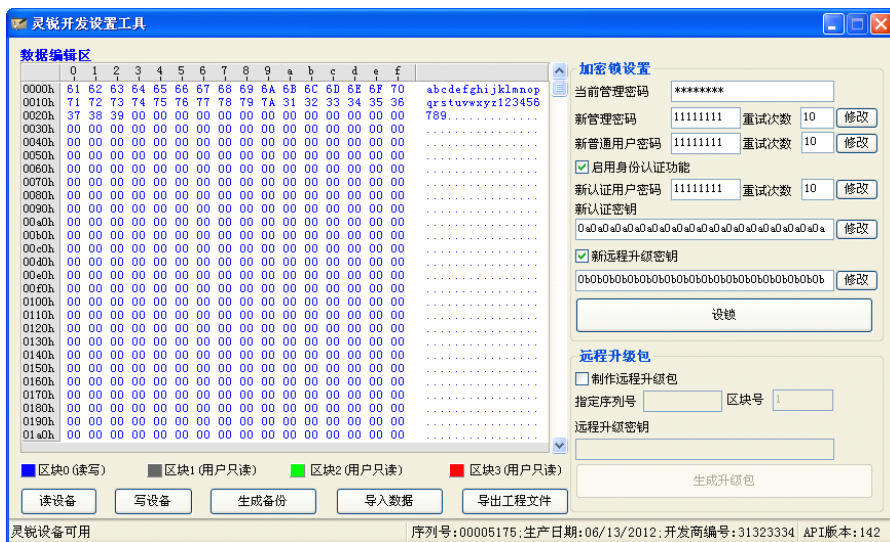 灵锐开发设置工具
数据编辑区
0 1 2 3 4 5 6 7 8 9 a b c d e f
0000h 61 62 63 64 65 66 67 68 69 6A 6B 6C 6D 6E 6F 70 abcdefghijklmnop
0010h 71 72 73 74 75 76 77 78 79 7A 31 32 33 34 35 36 qrstuvwxyz123456
0020h 37 38 39 00 00 00 00 00 00 00 00 00 00 00 00 00 789.............
0030h 00 00 00 00 00 00 00 00 00 00 00 00 00 00 00 00 ................
0040h 00 00 00 00 00 00 00 00 00 00 00 00 00 00 00 00 ................
0050h 00 00 00 00 00 00 00 00 00 00 00 00 00 00 00 00 ................
0060h 00 00 00 00 00 00 00 00 00 00 00 00 00 00 00 00 ................
0070h 00 00 00 00 00 00 00 00 00 00 00 00 00 00 00 00 ................
0080h 00 00 00 00 00 00 00 00 00 00 00 00 00 00 00 00 ................
0090h 00 00 00 00 00 00 00 00 00 00 00 00 00 00 00 00 ................
00a0h 00 00 00 00 00 00 00 00 00 00 00 00 00 00 00 00 ................
00b0h 00 00 00 00 00 00 00 00 00 00 00 00 00 00 00 00 ................
00c0h 00 00 00 00 00 00 00 00 00 00 00 00 00 00 00 00 ................
00d0h 00 00 00 00 00 00 00 00 00 00 00 00 00 00 00 00 ................
00e0h 00 00 00 00 00 00 00 00 00 00 00 00 00 00 00 00 ................
00f0h 00 00 00 00 00 00 00 00 00 00 00 00 00 00 00 00 ................
0100h 00 00 00 00 00 00 00 00 00 00 00 00 00 00 00 00 ................
0110h 00 00 00 00 00 00 00 00 00 00 00 00 00 00 00 00 ................
0120h 00 00 00 00 00 00 00 00 00 00 00 00 00 00 00 00 ................
0130h 00 00 00 00 00 00 00 00 00 00 00 00 00 00 00 00 ................
0140h 00 00 00 00 00 00 00 00 00 00 00 00 00 00 00 00 ................
0150h 00 00 00 00 00 00 00 00 00 00 00 00 00 00 00 00 ................
0160h 00 00 00 00 00 00 00 00 00 00 00 00 00 00 00 00 ................
0170h 00 00 00 00 00 00 00 00 00 00 00 00 00 00 00 00 ................
0180h 00 00 00 00 00 00 00 00 00 00 00 00 00 00 00 00 ................
0190h 00 00 00 00 00 00 00 00 00 00 00 00 00 00 00 00 ................
01a0h 00 00 00 00 00 00 00 00 00 00 00 00 00 00 00 00 ................
区块0(读写) 区块1(用户只读) 区块2(用户只读) 区块3(用户只读)
读设备 写设备 生成备份 导入数据 导出工程文件
加密锁设置
当前管理密码 ********
新管理密码 11111111 重试次数 10 修改
新普通用户密码 11111111 重试次数 10 修改
启用身份认证功能
新认证用户密码 11111111 重试次数 10 修改
新认证密钥
0a0a0a0a0a0a0a0a0a0a0a0a0a0a0a0a0a0a0a0a 修改
新远程升级密钥
0b0b0b0b0b0b0b0b0b0b0b0b0b0b0b0b0b0b0b0b 修改
设锁
远程升级包
制作远程升级包
指定序列号 区块号 1
远程升级密钥
生成升级包
灵锐设备可用 序列号:00005175;生产日期:06/13/2012;开发商编号:31323334 API版本:142